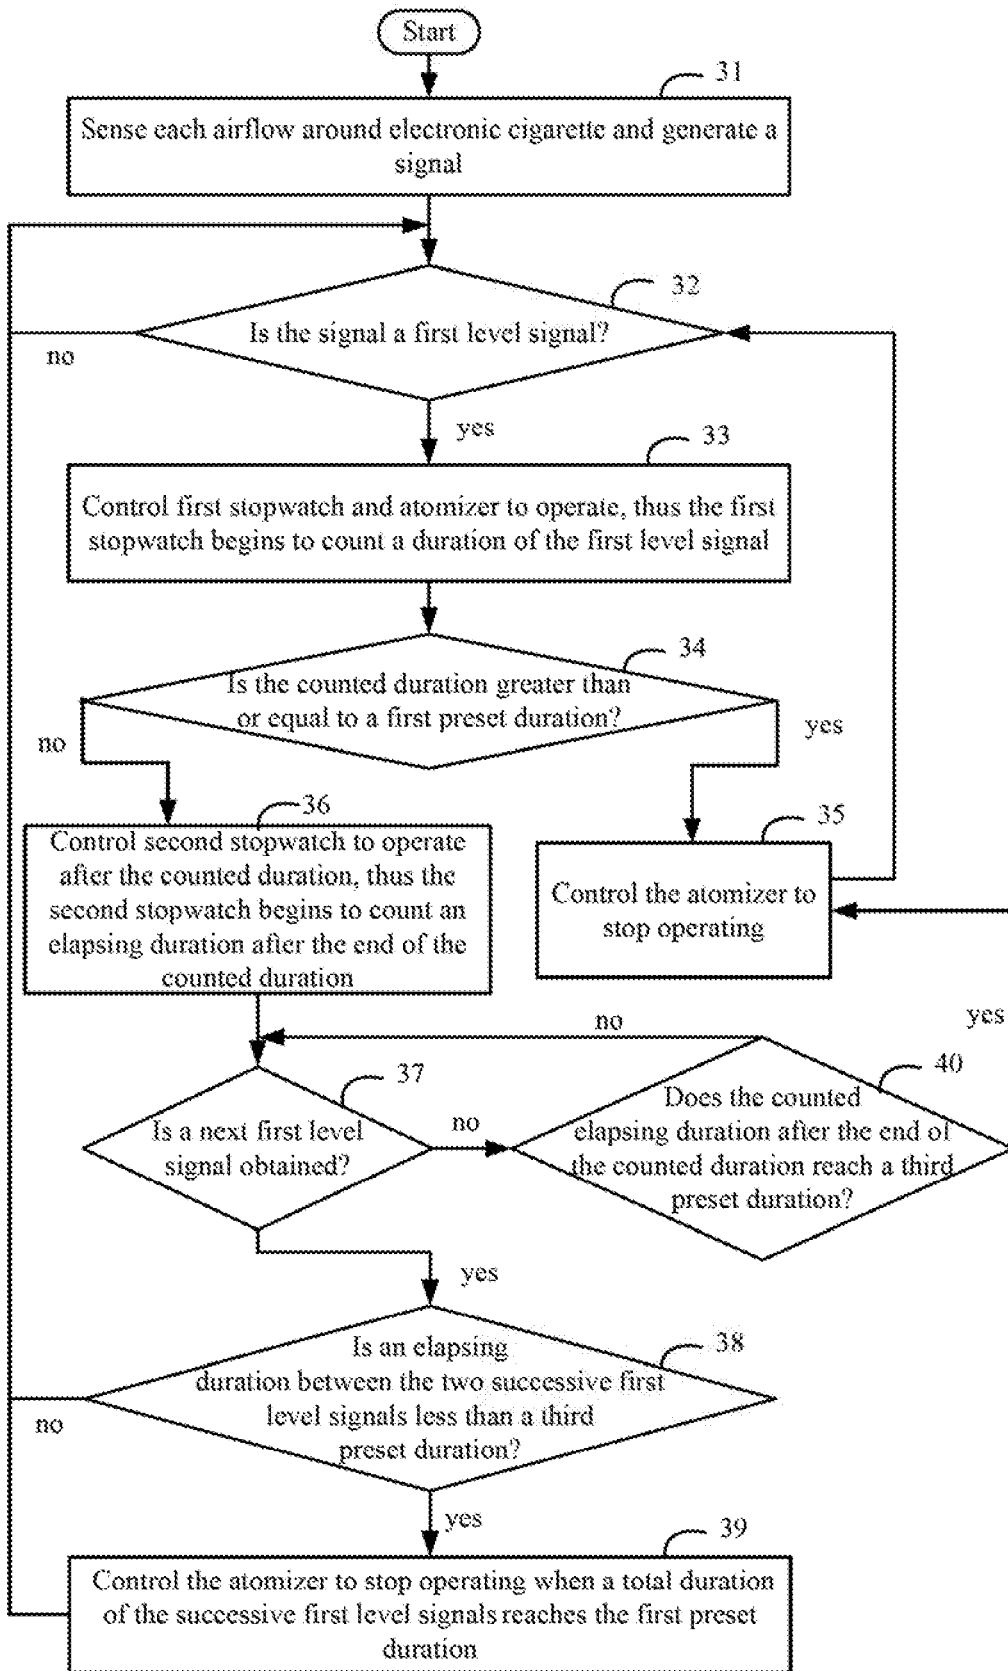 Start
31
Sense each airflow around electronic cigarette and generate a
signal
32
Is the signal a first level signal?
no
yes
33
Control first stopwatch and atomizer to operate, thus the first
stopwatch begins to count a duration of the first level signal
34
Is the counted duration greater than
or equal to a first preset duration?
no
yes
36
Control second stopwatch to operate
after the counted duration, thus the
second stopwatch begins to count an
elapsing duration after the end of the
counted duration
35
Control the atomizer to
stop operating
no
yes
37
Is a next first level
signal obtained?
no
40
Does the counted
elapsing duration after the end of
the counted duration reach a third
preset duration?
yes
38
Is an elapsing
duration between the two successive first
level signals less than a third
preset duration?
no
yes
39
Control the atomizer to stop operating when a total duration
of the successive first level signals reaches the first preset
duration